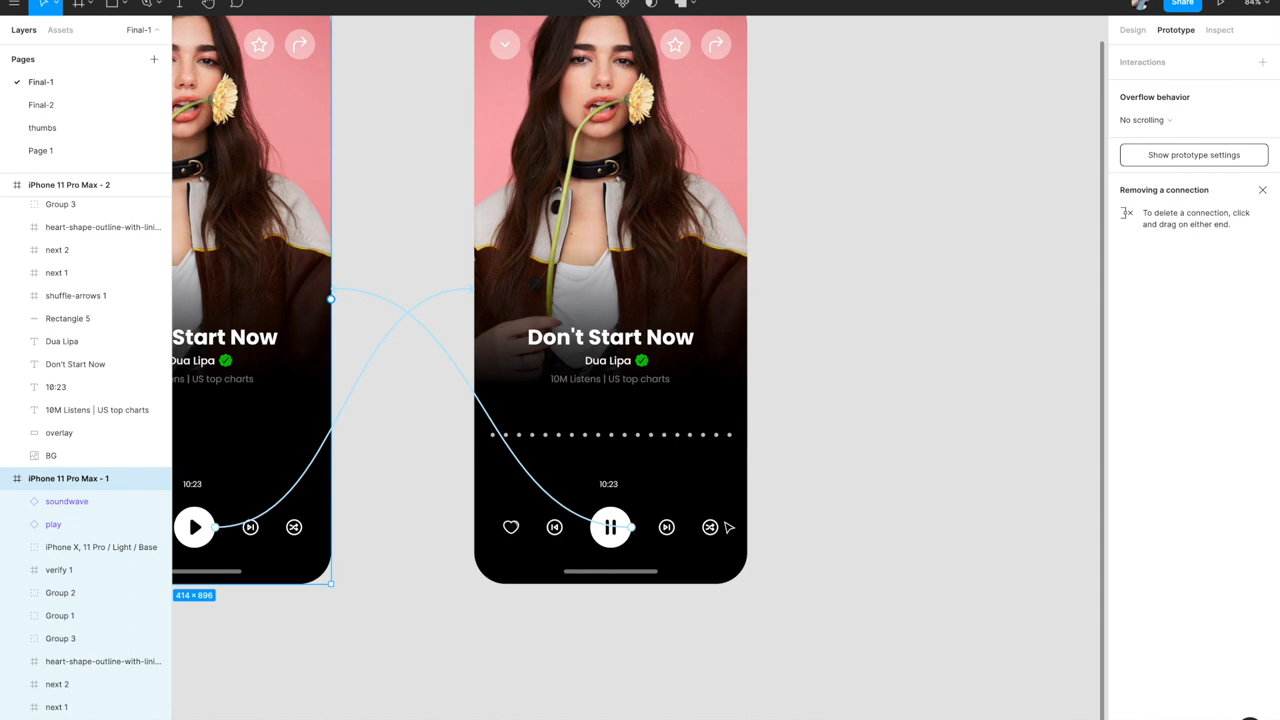 Share
84%
Layers
Assets
Final-1
Pages
Final-1
Final-2
thumbs
Page 1
iPhone 11 Pro Max - 2
Group 3
heart-shape-outline-with-lini...
next 2
next 1
shuffle-arrows 1
Rectangle 5
Dua Lipa
Don't Start Now
10:23
10M Listens | US top charts
overlay
BG
iPhone 11 Pro Max - 1
soundwave
play
iPhone X, 11 Pro / Light / Base
verify 1
Group 2
Group 1
Group 3
heart-shape-outline-with-lini...
next 2
next 1
Start Now
Dua Lipa
ns | US top charts
10:23
414 × 896
Don't Start Now
Dua Lipa
10M Listens | US top charts
10:23
Design
Prototype
Inspect
Interactions
Overflow behavior
No scrolling
Show prototype settings
Removing a connection
To delete a connection, click
and drag on either end.